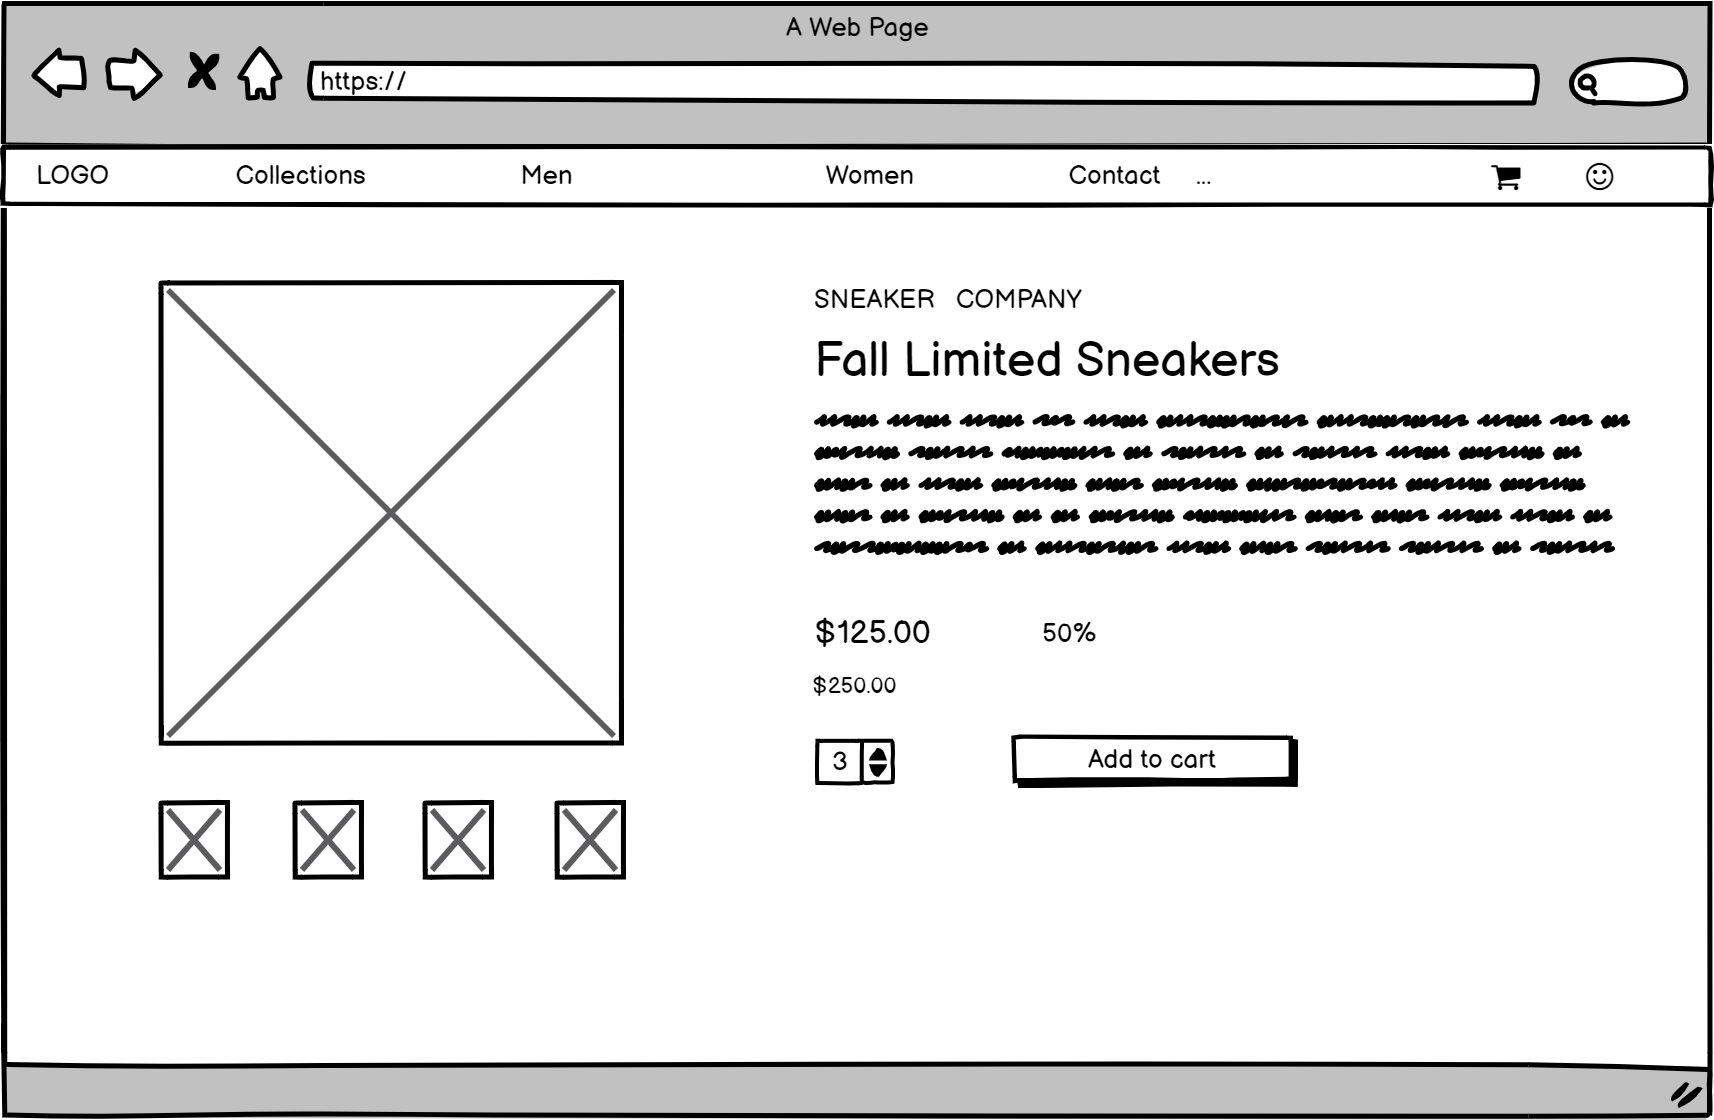 A Web Page
https://
LOGO Collections Men Women Contact ...
SNEAKER COMPANY
Fall Limited Sneakers
$125.00 50%
$250.00
3 Add to cart